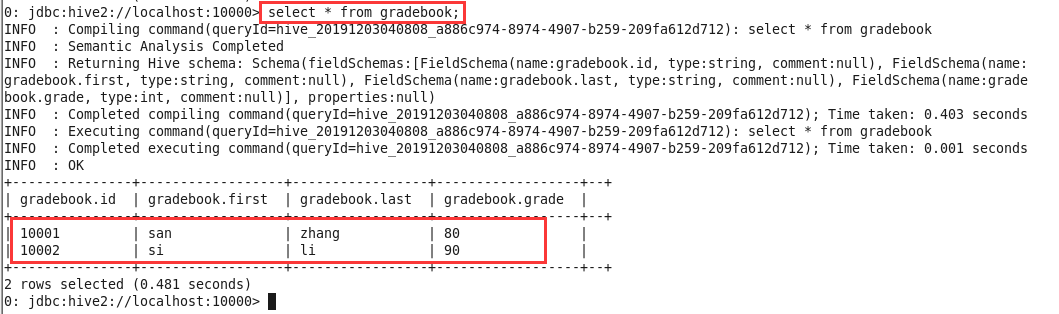 0: jdbc:hive2://localhost:10000> select * from gradebook;
INFO  : Compiling command(queryId=hive_20191203040808_a886c974-8974-4907-b259-209fa612d712): select * from gradebook
INFO  : Semantic Analysis Completed
INFO  : Returning Hive schema: Schema(fieldSchemas:[FieldSchema(name:gradebook.id, type:string, comment:null), FieldSchema(name:
gradebook.first, type:string, comment:null), FieldSchema(name:gradebook.last, type:string, comment:null), FieldSchema(name:grade
book.grade, type:int, comment:null)], properties:null)
INFO  : Completed compiling command(queryId=hive_20191203040808_a886c974-8974-4907-b259-209fa612d712); Time taken: 0.403 seconds
INFO  : Executing command(queryId=hive_20191203040808_a886c974-8974-4907-b259-209fa612d712): select * from gradebook
INFO  : Completed executing command(queryId=hive_20191203040808_a886c974-8974-4907-b259-209fa612d712); Time taken: 0.001 seconds
INFO  : OK
+---------------+------------------+-----------------+------------------+--+
| gradebook.id  | gradebook.first  | gradebook.last  | gradebook.grade  |
+---------------+------------------+-----------------+------------------+--+
| 10001         | san              | zhang           | 80               |
| 10002         | si               | li              | 90               |
+---------------+------------------+-----------------+------------------+--+
2 rows selected (0.481 seconds)
0: jdbc:hive2://localhost:10000>